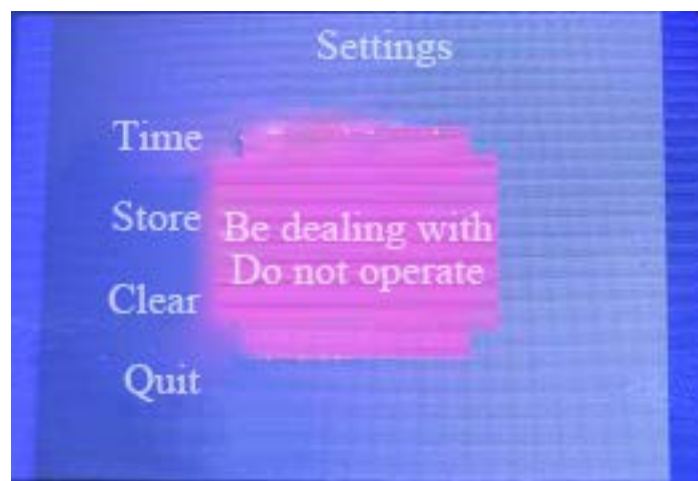 Settings
Time
Store
Be dealing with
Do not operate
Clear
Quit